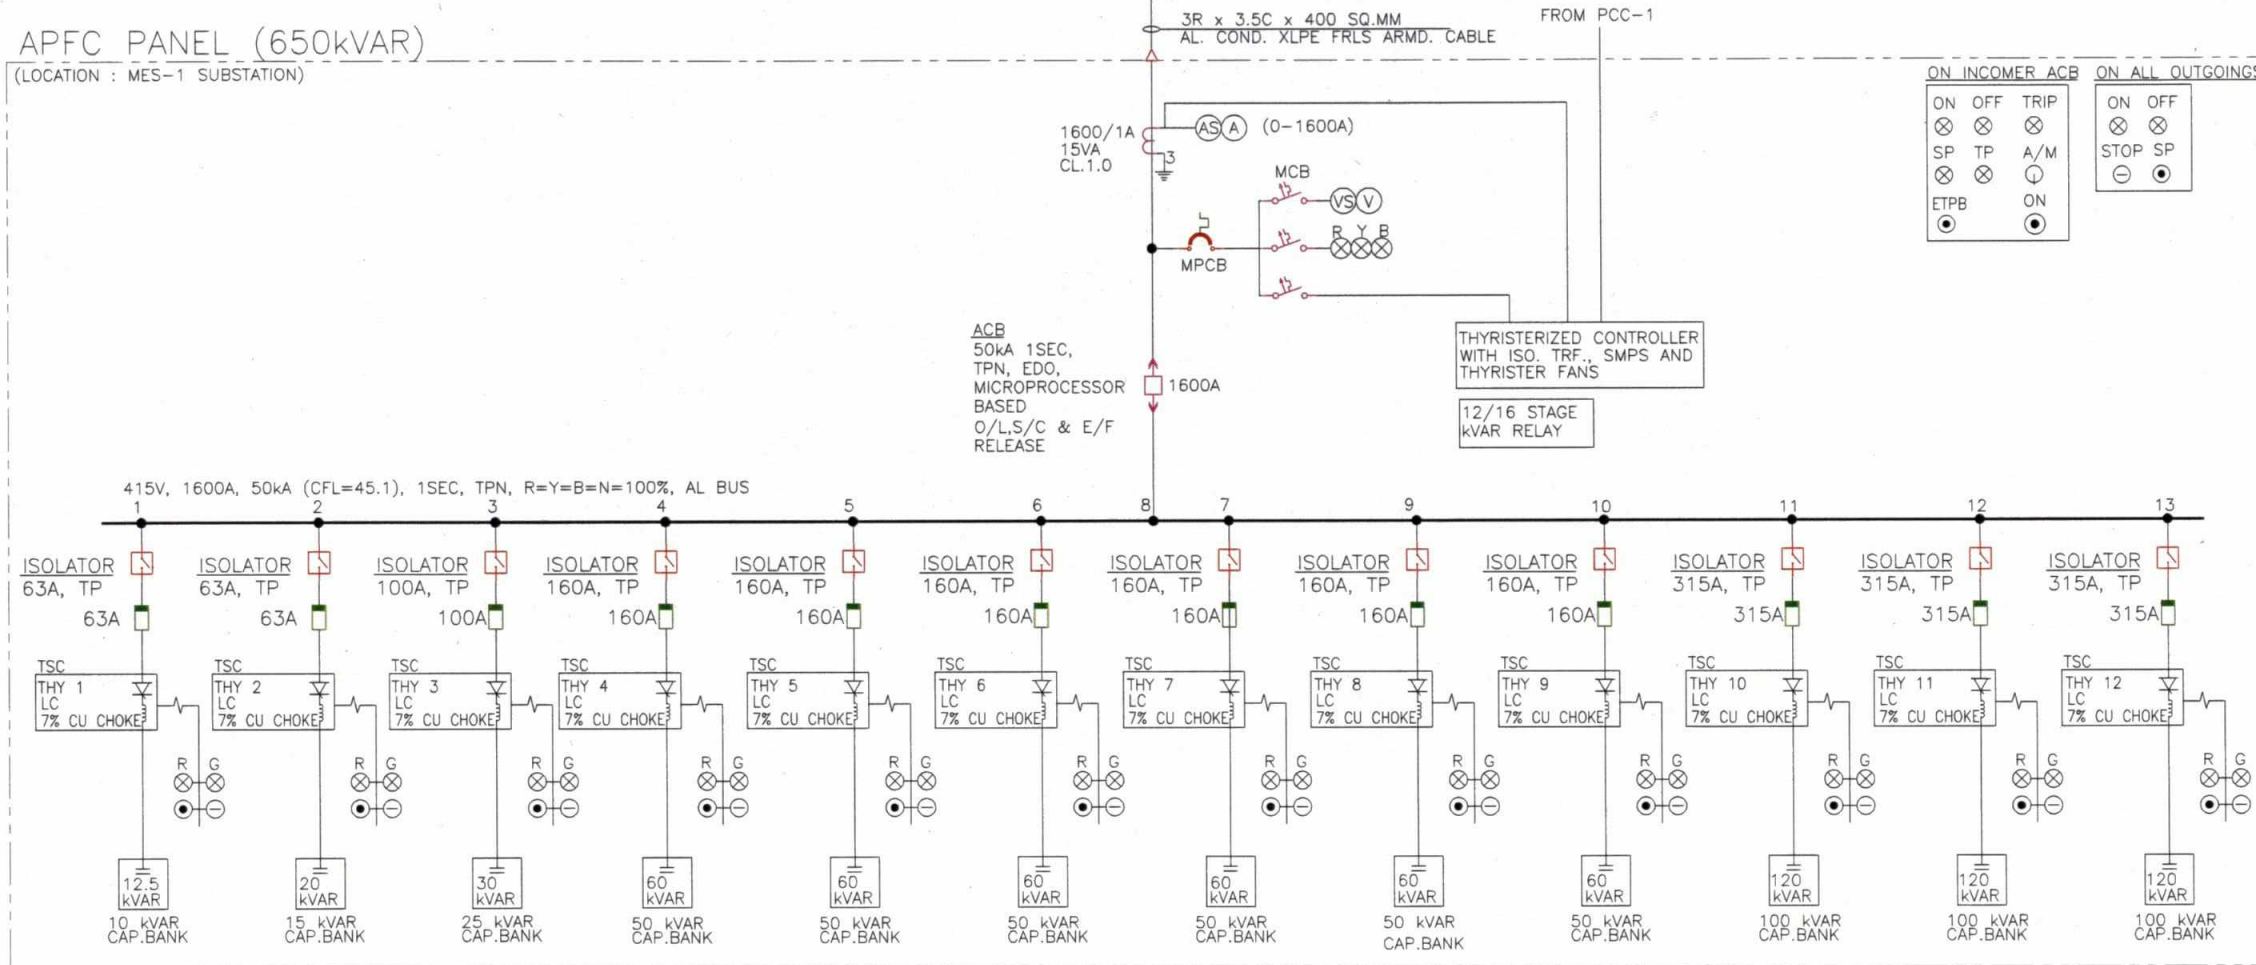 3R x 3.5C x 400 SQ.MM
AL. COND. XLPE FRLS ARMD. CABLE
FROM PCC-1
APFC PANEL (650kVAR)
(LOCATION : MES-1 SUBSTATION)
ON INCOMER ACB
ON OFF TRIP
SP TP A/M
ETPB ON
ON ALL OUTGOINGS
ON OFF
STOP SP
1600/1A
15VA
CL.1.0
3
AS A (0-1600A)
MCB
VS V
R Y B
MPCB
ACB
50kA 1SEC,
TPN, EDO,
MICROPROCESSOR
BASED
O/L,S/C & E/F
RELEASE
1600A
THYRISTERIZED CONTROLLER
WITH ISO. TRF., SMPS AND
THYRISTER FANS
12/16 STAGE
kVAR RELAY
415V, 1600A, 50kA (CFL=45.1), 1SEC, TPN, R=Y=B=N=100%, AL BUS
1 2 3 4 5 6 8 7 9 10 11 12 13
ISOLATOR ISOLATOR ISOLATOR ISOLATOR ISOLATOR ISOLATOR ISOLATOR ISOLATOR ISOLATOR ISOLATOR ISOLATOR ISOLATOR
63A, TP 63A, TP 100A, TP 160A, TP 160A, TP 160A, TP 160A, TP 160A, TP 160A, TP 315A, TP 315A, TP 315A, TP
63A 63A 100A 160A 160A 160A 160A 160A 160A 315A 315A 315A
TSC TSC TSC TSC TSC TSC TSC TSC TSC TSC TSC TSC
THY 1 THY 2 THY 3 THY 4 THY 5 THY 6 THY 7 THY 8 THY 9 THY 10 THY 11 THY 12
LC LC LC LC LC LC LC LC LC LC LC LC
7% CU CHOKE 7% CU CHOKE 7% CU CHOKE 7% CU CHOKE 7% CU CHOKE 7% CU CHOKE 7% CU CHOKE 7% CU CHOKE 7% CU CHOKE 7% CU CHOKE 7% CU CHOKE 7% CU CHOKE
R G R G R G R G R G R G R G R G R G R G R G R G
12.5 20 30 60 60 60 60 60 60 120 120 120
kVAR kVAR kVAR kVAR kVAR kVAR kVAR kVAR kVAR kVAR kVAR kVAR
10 kVAR 15 kVAR 25 kVAR 50 kVAR 50 kVAR 50 kVAR 50 kVAR 50 kVAR 50 kVAR 100 kVAR 100 kVAR 100 kVAR
CAP.BANK CAP.BANK CAP.BANK CAP.BANK CAP.BANK CAP.BANK CAP.BANK CAP.BANK CAP.BANK CAP.BANK CAP.BANK CAP.BANK